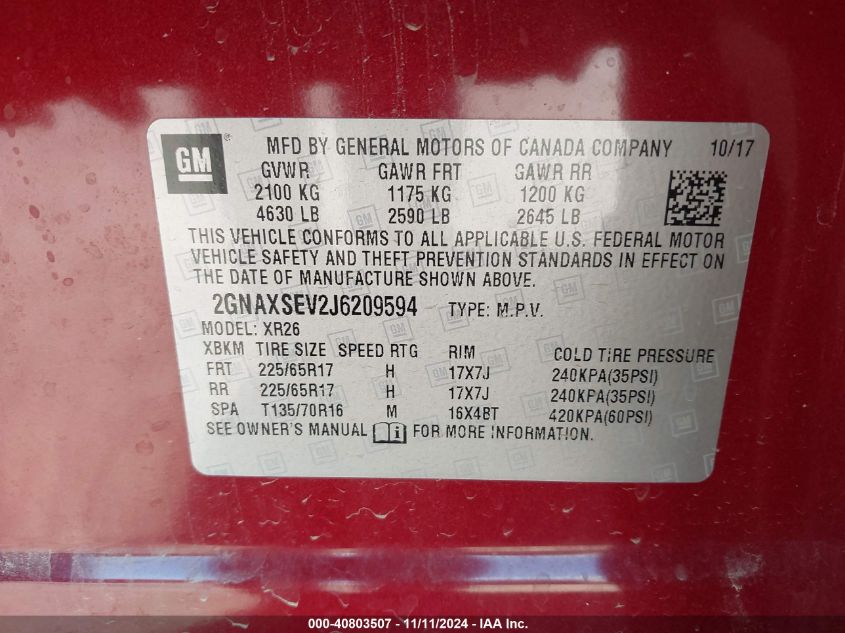 GM ® MFD BY GENERAL MOTORS OF CANADA COMPANY 10/17
GVWR GAWR FRT GAWR RR
2100 KG 1175 KG 1200 KG
4630 LB 2590 LB 2645 LB
THIS VEHICLE CONFORMS TO ALL APPLICABLE U.S. FEDERAL MOTOR
VEHICLE SAFETY AND THEFT PREVENTION STANDARDS IN EFFECT ON
THE DATE OF MANUFACTURE SHOWN ABOVE.
2GNAXSEV2J6209594 TYPE: M.P.V.
MODEL: XR26
XBKM TIRE SIZE SPEED RTG RIM COLD TIRE PRESSURE
FRT 225/65R17 H 17X7J 240KPA(35PSI)
RR 225/65R17 H 17X7J 240KPA(35PSI)
SPA T135/70R16 M 16X4BT 420KPA(60PSI)
SEE OWNER'S MANUAL FOR MORE INFORMATION.
000-40803507 - 11/11/2024 - IAA Inc.